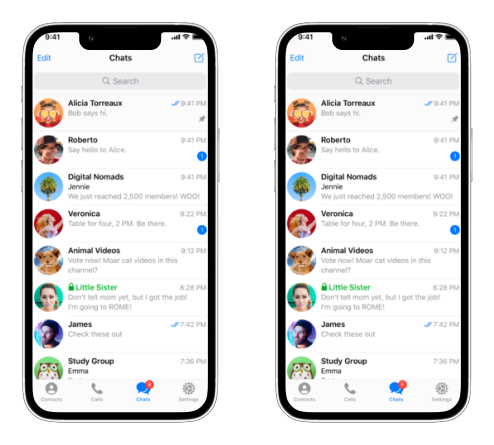 9:41
Edit Chats
Search
Alicia Torreaux 9:41 PM
Bob says hi.
Roberto 9:41 PM
Say hello to Alice. 1
Digital Nomads 9:41 PM
Jennie
We just reached 2,500 members! WOO!
Veronica 9:22 PM
Table for four, 2 PM. Be there. 1
Animal Videos 9:12 PM
Vote now! Moar cat videos in this
channel?
Little Sister 8:28 PM
Don't tell mom yet, but I got the job!
I'm going to ROME!
James 7:42 PM
Check these out
Study Group 7:36 PM
Emma
Contacts Calls Chats Settings
9:41
Edit Chats
Search
Alicia Torreaux 9:41 PM
Bob says hi.
Roberto 9:41 PM
Say hello to Alice. 1
Digital Nomads 9:41 PM
Jennie
We just reached 2,500 members! WOO!
Veronica 9:22 PM
Table for four, 2 PM. Be there. 1
Animal Videos 9:12 PM
Vote now! Moar cat videos in this
channel?
Little Sister 8:28 PM
Don't tell mom yet, but I got the job!
I'm going to ROME!
James 7:42 PM
Check these out
Study Group 7:36 PM
Emma
Contacts Calls Chats Settings